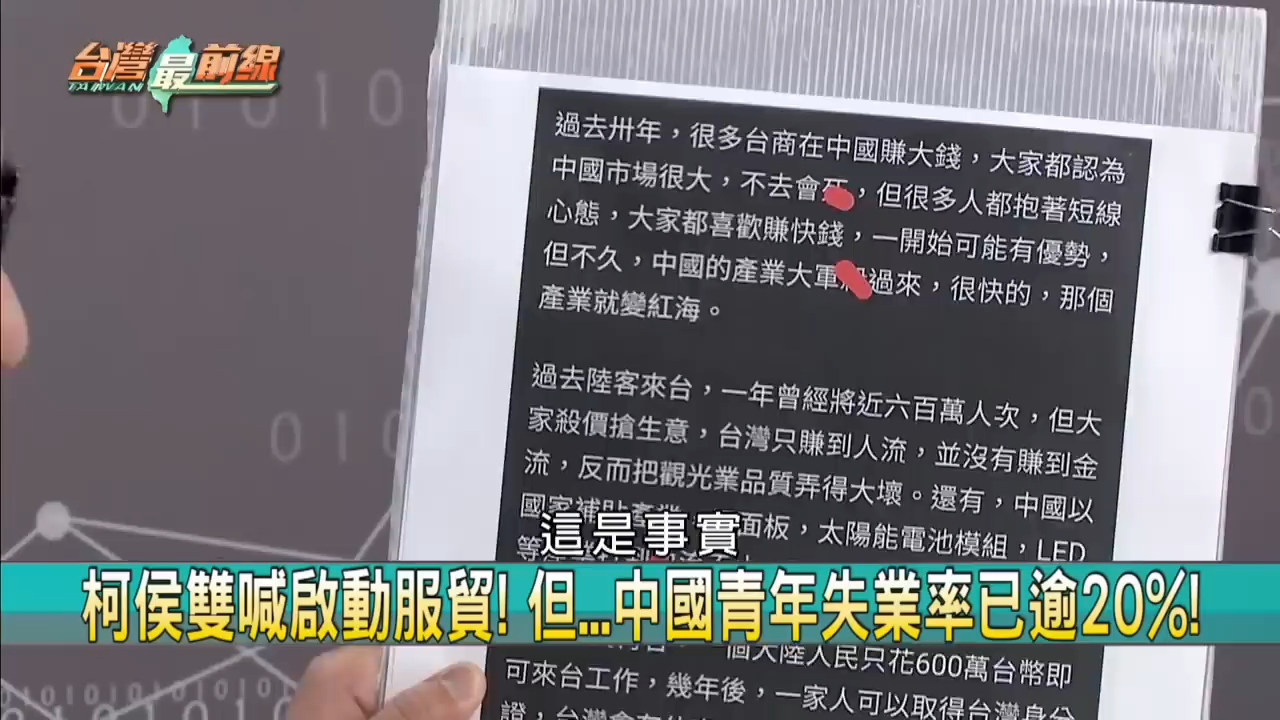 台灣最前線
TAIWAN
過去卅年，很多台商在中國賺大錢，大家都認為
中國市場很大，不去會，但很多人都抱著短線
心態，大家都喜歡賺快錢，一開始可能有優勢，
但不久，中國的產業大軍過來，很快的，那個
產業就變紅海。
過去陸客來台，一年曾經將近六百萬人次，但大
家殺價搶生意，台灣只賺到人流，並沒有賺到金
流，反而把觀光業品質弄得大壞。還有，中國以
國家補貼產業 面板，太陽能電池模組，LED
這是事實
柯侯雙喊啟動服貿! 但...中國青年失業率已逾20%!
個大陸人民只花600萬台幣即
可來台工作，幾年後，一家人可以取得台灣身分